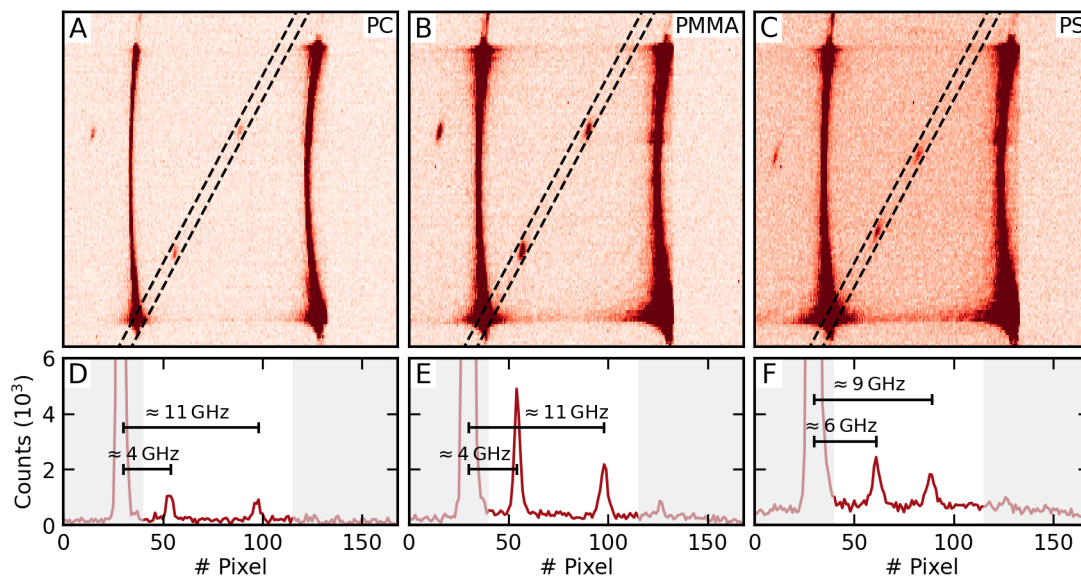 A PC
B PMMA
C PS
D ≈ 11 GHz
≈ 4 GHz
E ≈ 11 GHz
≈ 4 GHz
F ≈ 9 GHz
≈ 6 GHz
Counts (10³)
6
4
2
0
0 50 100 150
# Pixel
0 50 100 150
# Pixel
0 50 100 150
# Pixel